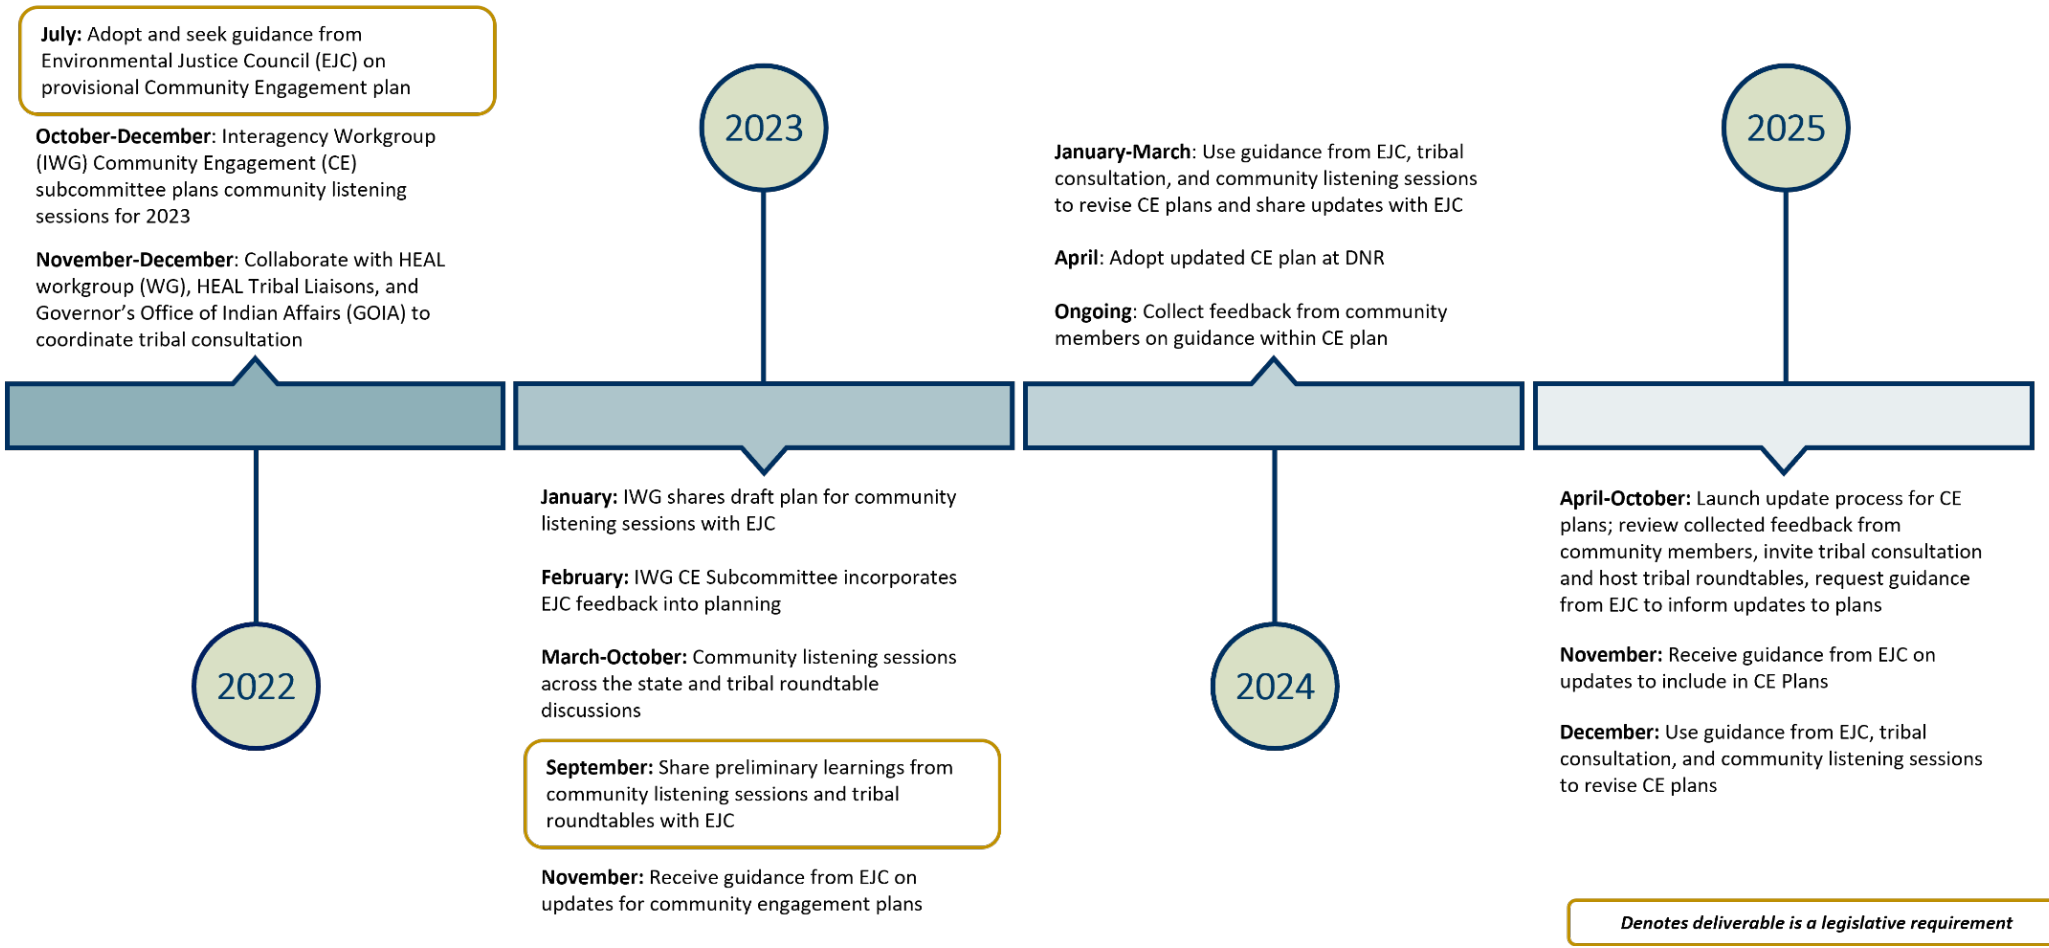 July: Adopt and seek guidance from
Environmental Justice Council (EJC) on
provisional Community Engagement plan
October-December: Interagency Workgroup
(IWG) Community Engagement (CE)
subcommittee plans community listening
sessions for 2023
November-December: Collaborate with HEAL
workgroup (WG), HEAL Tribal Liaisons, and
Governor's Office of Indian Affairs (GOIA) to
coordinate tribal consultation
2022
2023
January: IWG shares draft plan for community
listening sessions with EJC
February: IWG CE Subcommittee incorporates
EJC feedback into planning
March-October: Community listening sessions
across the state and tribal roundtable
discussions
September: Share preliminary learnings from
community listening sessions and tribal
roundtables with EJC
November: Receive guidance from EJC on
updates for community engagement plans
January-March: Use guidance from EJC, tribal
consultation, and community listening sessions
to revise CE plans and share updates with EJC
April: Adopt updated CE plan at DNR
Ongoing: Collect feedback from community
members on guidance within CE plan
2024
2025
April-October: Launch update process for CE
plans; review collected feedback from
community members, invite tribal consultation
and host tribal roundtables, request guidance
from EJC to inform updates to plans
November: Receive guidance from EJC on
updates to include in CE Plans
December: Use guidance from EJC, tribal
consultation, and community listening sessions
to revise CE plans
Denotes deliverable is a legislative requirement